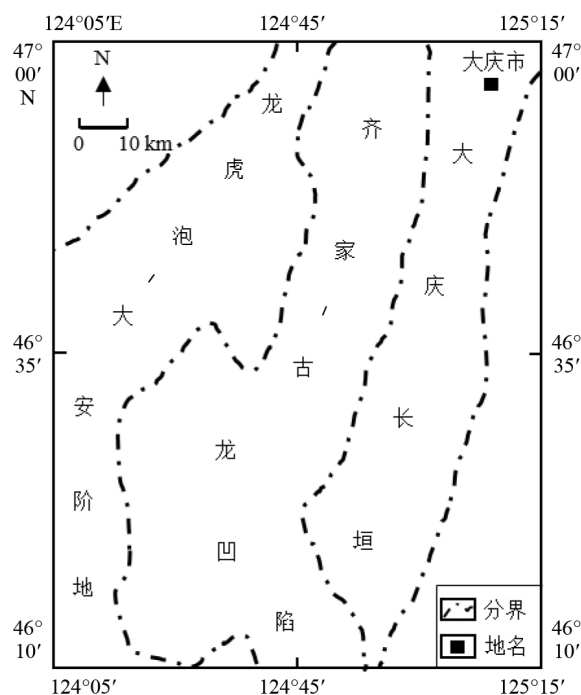 124°05′E 124°45′ 125°15′
47°
00′
N
47°
00′
N
0 10 km
大庆市
龙虎泡
大安阶地
齐家
古龙凹陷
大庆长垣
46°
35′
46°
35′
46°
10′
46°
10′
分界
地名
124°05′ 124°45′ 125°15′